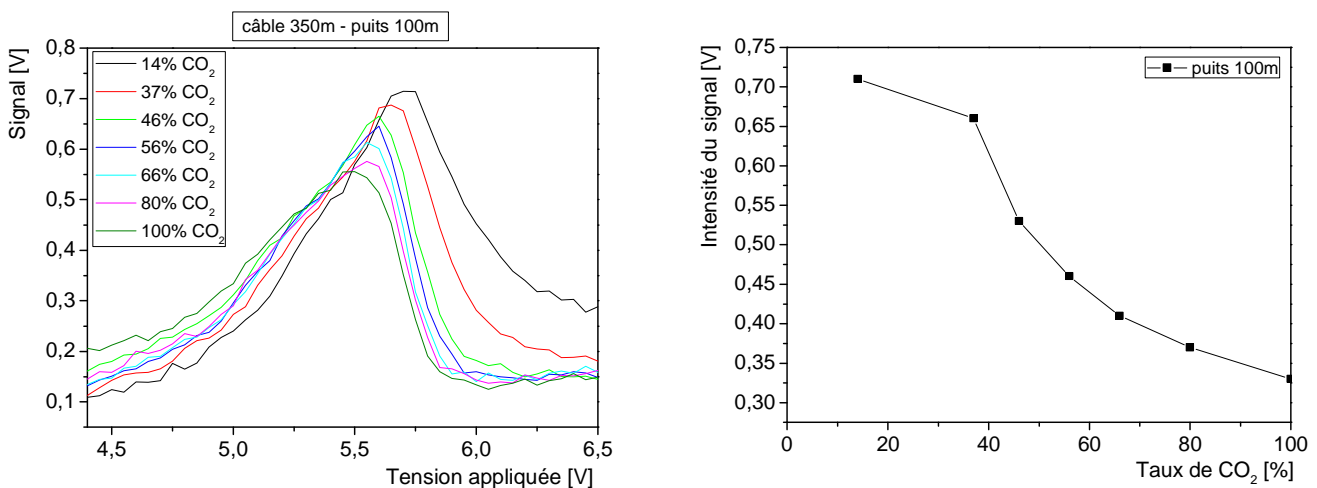 câble 350m - puits 100m
Signal [V]
0,8
0,7
0,6
0,5
0,4
0,3
0,2
0,1
14% CO₂
37% CO₂
46% CO₂
56% CO₂
66% CO₂
80% CO₂
100% CO₂
4,5 5,0 5,5 6,0 6,5
Tension appliquée [V]
Intensité du signal [V]
0,75
0,70
0,65
0,60
0,55
0,50
0,45
0,40
0,35
0,30
puits 100m
0 20 40 60 80 100
Taux de CO₂ [%]